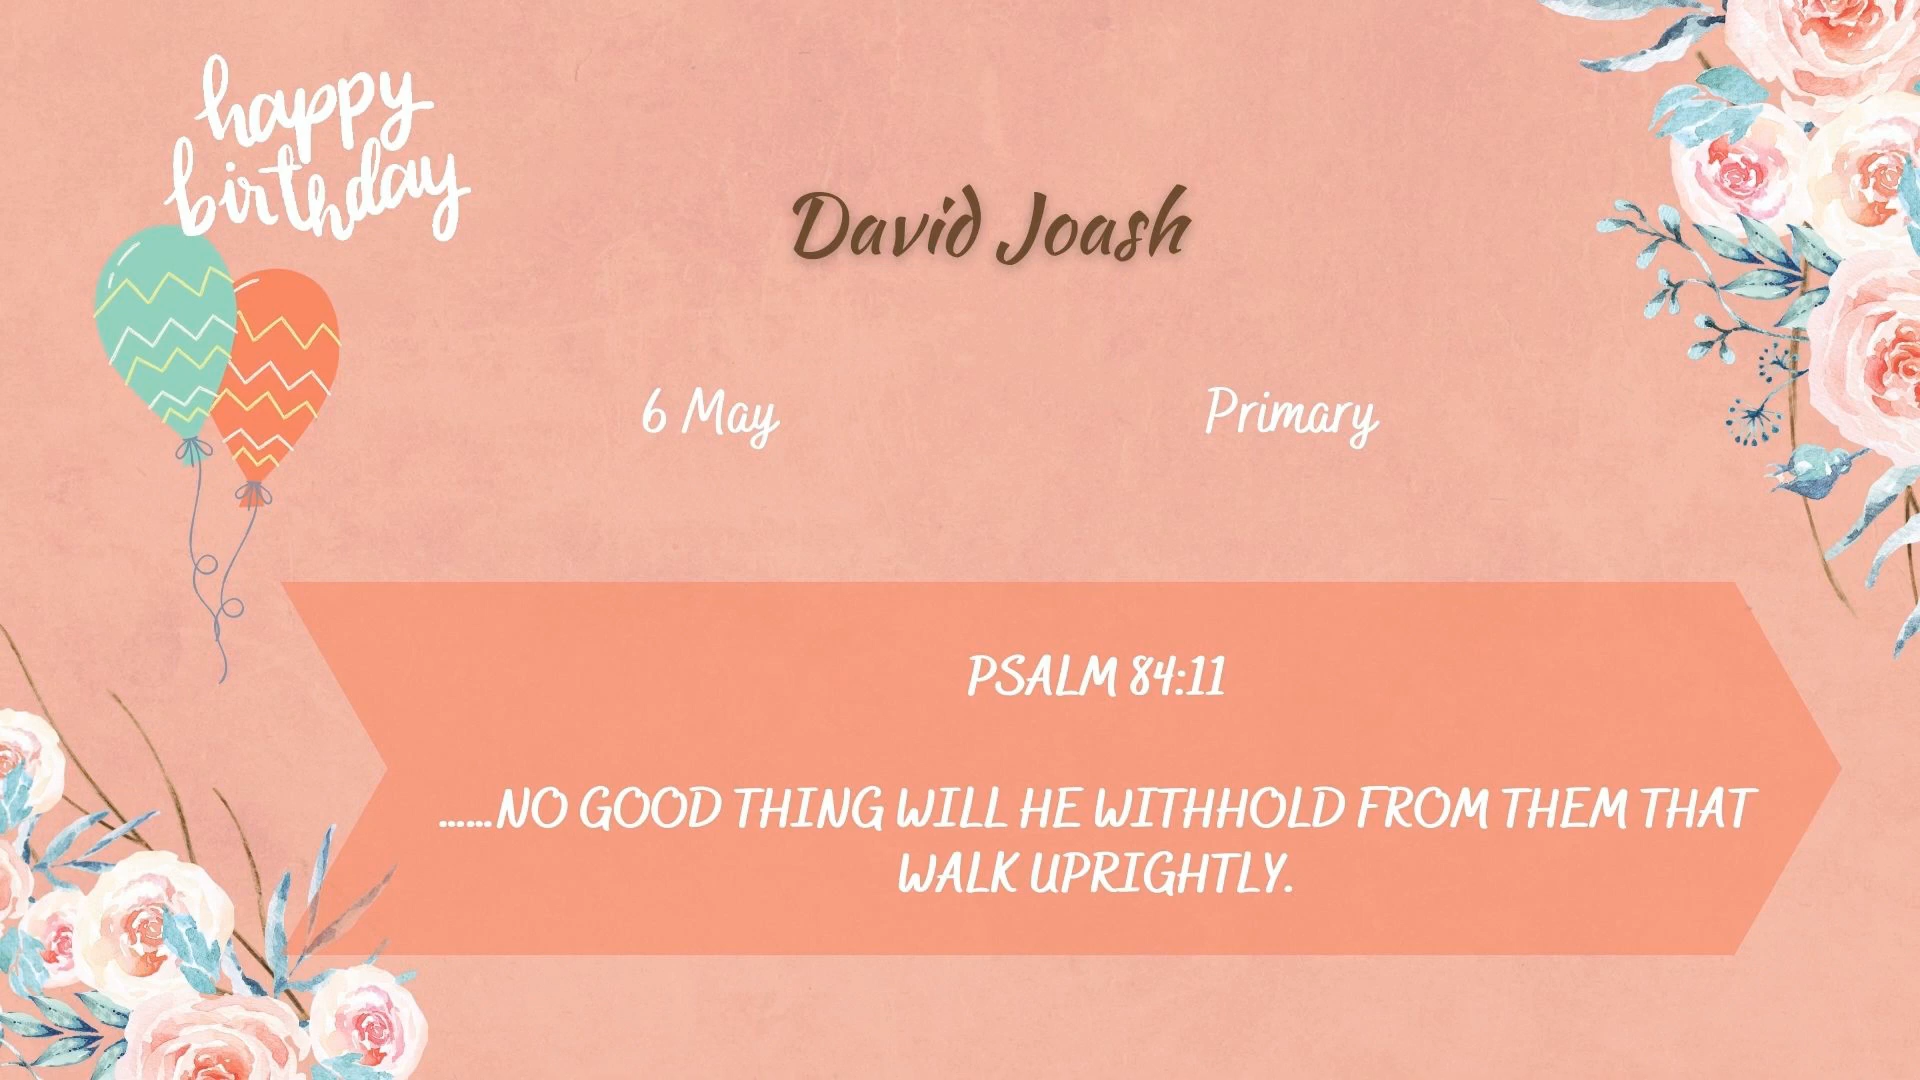 happy
birthday
David Joash
6 May
Primary
PSALM 84:11
......NO GOOD THING WILL HE WITHHOLD FROM THEM THAT
WALK UPRIGHTLY.